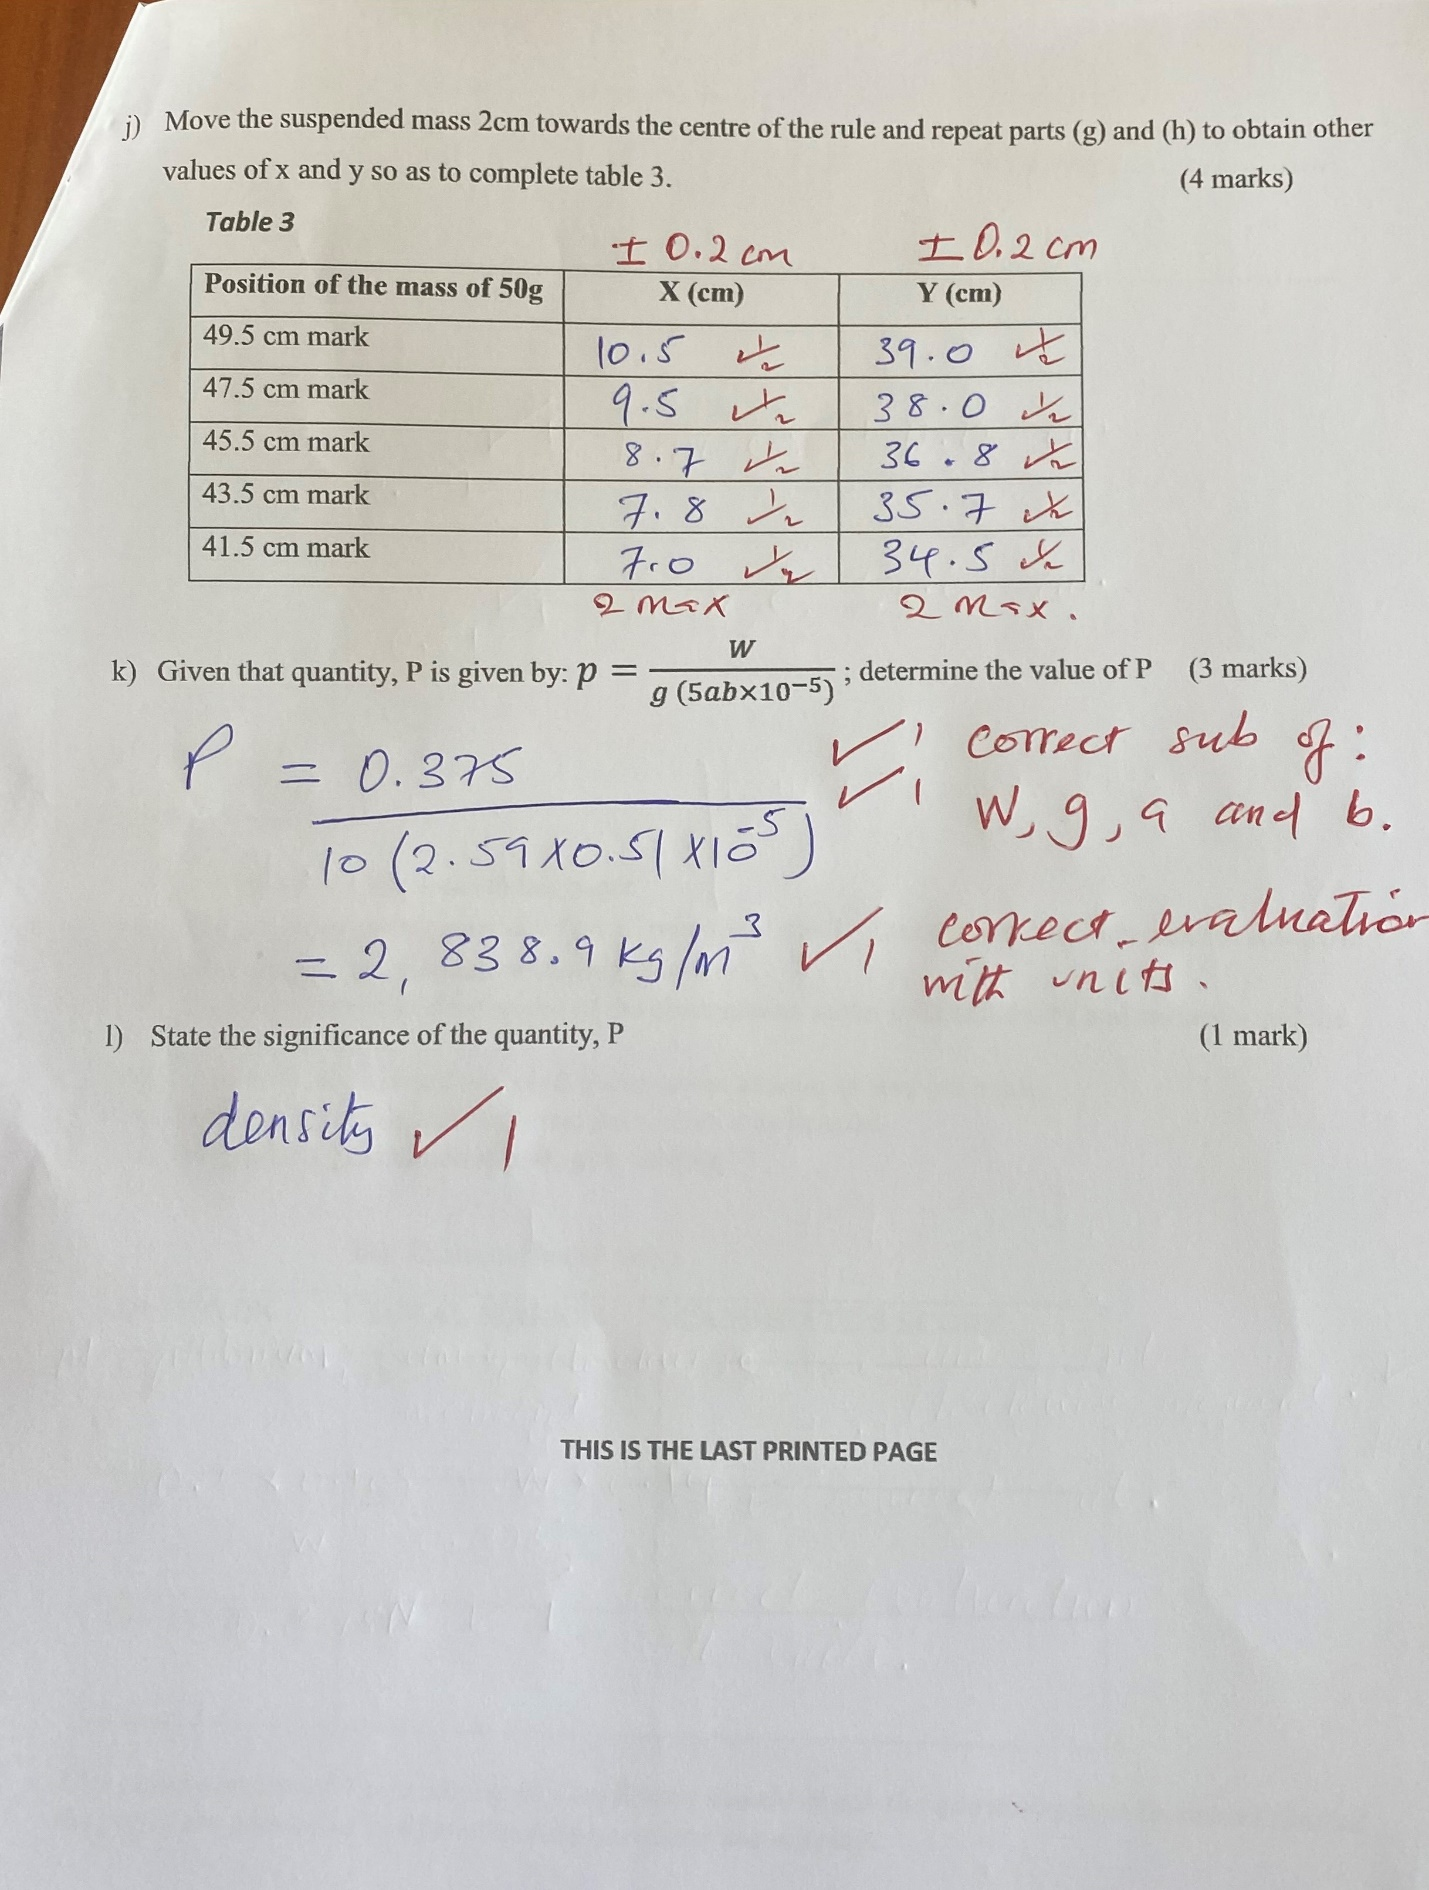 j) Move the suspended mass 2cm towards the centre of the rule and repeat parts (g) and (h) to obtain other
values of x and y so as to complete table 3. (4 marks)
Table 3
± 0.2 cm ± 0.2 cm
Position of the mass of 50g X (cm) Y (cm)
49.5 cm mark 10.5 ✓½ 39.0 ✓½
47.5 cm mark 9.5 ✓½ 38.0 ✓½
45.5 cm mark 8.7 ✓½ 36.8 ✓½
43.5 cm mark 7.8 ✓½ 35.7 ✓½
41.5 cm mark 7.0 ✓½ 34.5 ✓½
2 max 2 max.
k) Given that quantity, P is given by: p = W / g (5ab×10⁻⁵) ; determine the value of P (3 marks)
P = 0.375 ✓1 correct sub of:
✓1 W, g, a and b.
10 (2.59 X0.51 X10⁻⁵)
= 2, 838.9 kg/m³ ✓1 correct evaluation
with units.
l) State the significance of the quantity, P (1 mark)
density ✓1
THIS IS THE LAST PRINTED PAGE